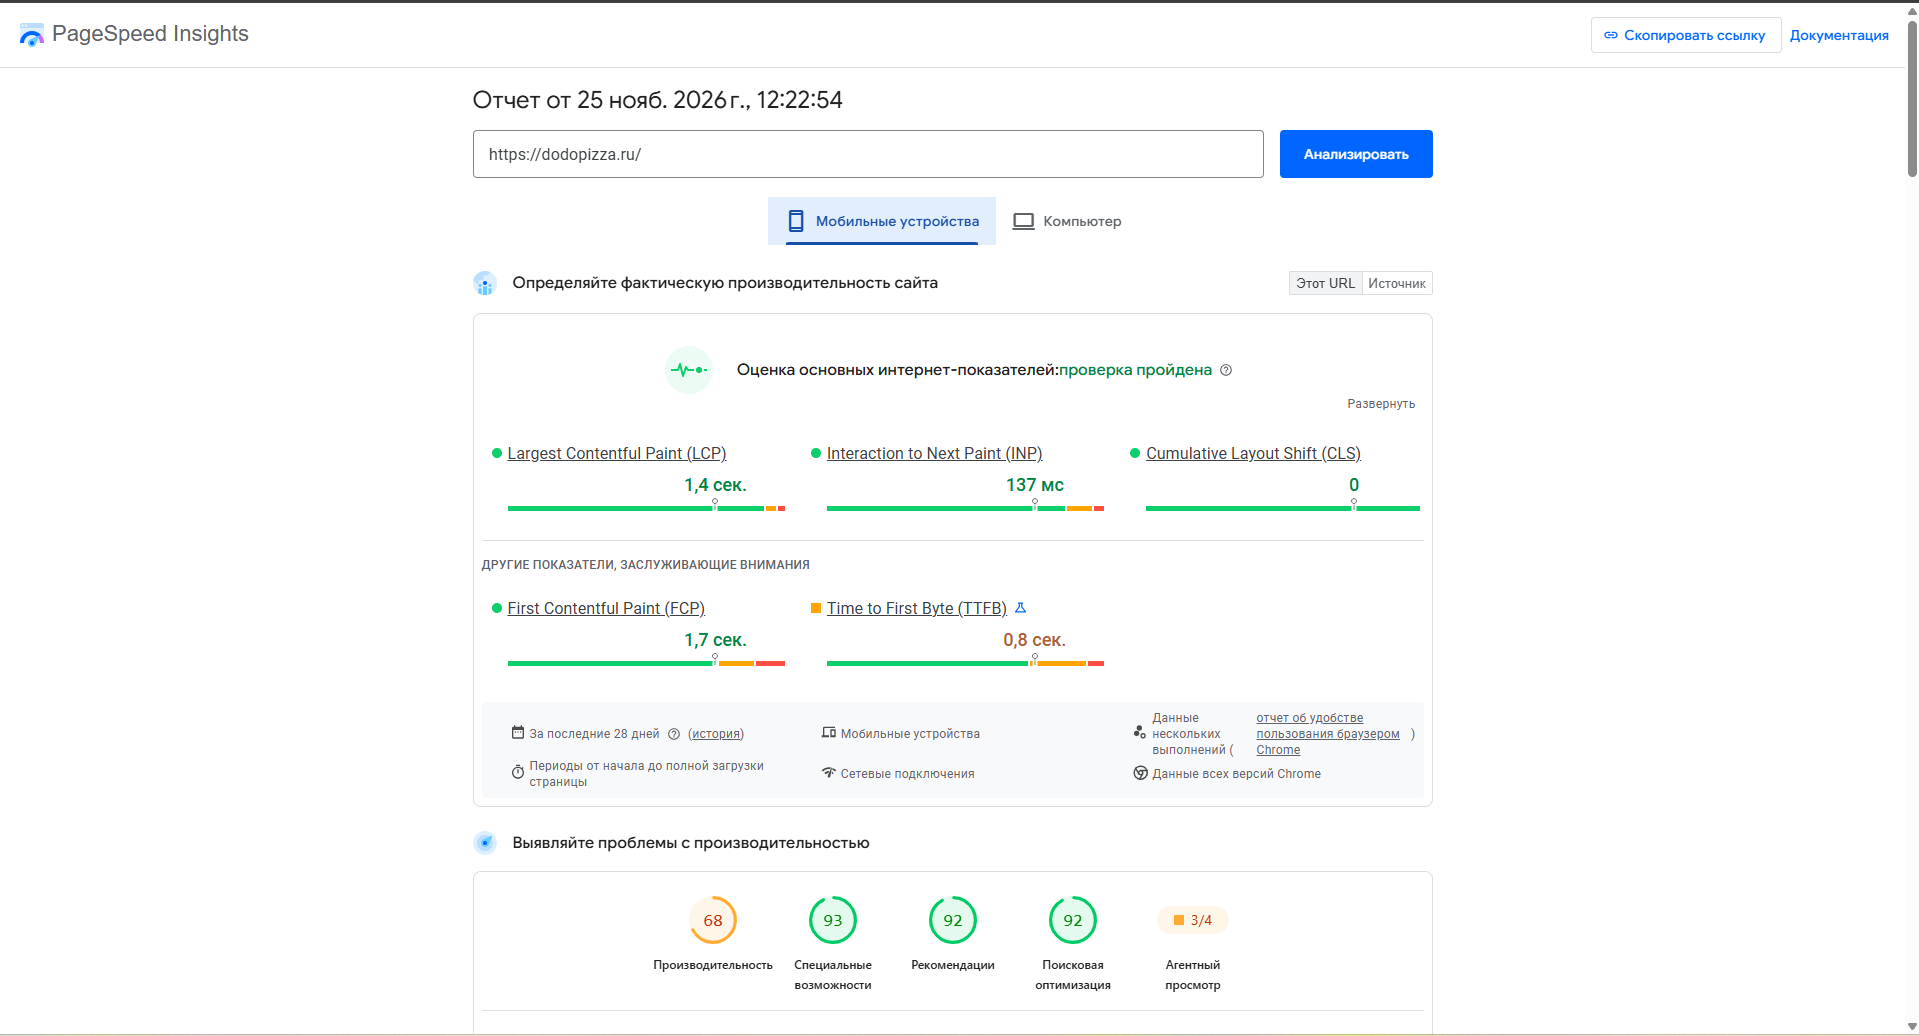 PageSpeed Insights
Скопировать ссылку
Документация
Отчет от 25 нояб. 2026 г., 12:22:54
https://dodopizza.ru/
Анализировать
Мобильные устройства
Компьютер
Определяйте фактическую производительность сайта
Этот URL
Источник
Оценка основных интернет-показателей:проверка пройдена
Развернуть
Largest Contentful Paint (LCP)
1,4 сек.
Interaction to Next Paint (INP)
137 мс
Cumulative Layout Shift (CLS)
0
ДРУГИЕ ПОКАЗАТЕЛИ, ЗАСЛУЖИВАЮЩИЕ ВНИМАНИЯ
First Contentful Paint (FCP)
1,7 сек.
Time to First Byte (TTFB)
0,8 сек.
За последние 28 дней (история)
Мобильные устройства
Данные
нескольких
выполнений (
отчет об удобстве
пользования браузером
Chrome
)
Периоды от начала до полной загрузки
страницы
Сетевые подключения
Данные всех версий Chrome
Выявляйте проблемы с производительностью
68
Производительность
93
Специальные
возможности
92
Рекомендации
92
Поисковая
оптимизация
3/4
Агентный
просмотр